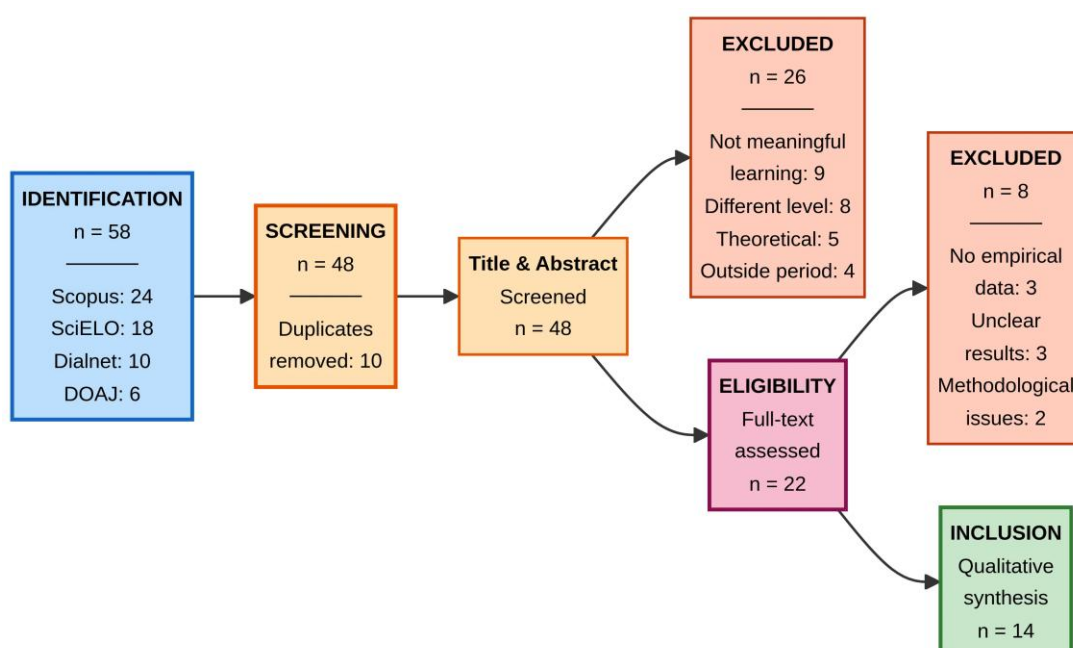 IDENTIFICATION
n = 58
Scopus: 24
SciELO: 18
Dialnet: 10
DOAJ: 6
SCREENING
n = 48
Duplicates
removed: 10
Title & Abstract
Screened
n = 48
EXCLUDED
n = 26
Not meaningful
learning: 9
Different level: 8
Theoretical: 5
Outside period: 4
ELIGIBILITY
Full-text
assessed
n = 22
EXCLUDED
n = 8
No empirical
data: 3
Unclear
results: 3
Methodological
issues: 2
INCLUSION
Qualitative
synthesis
n = 14